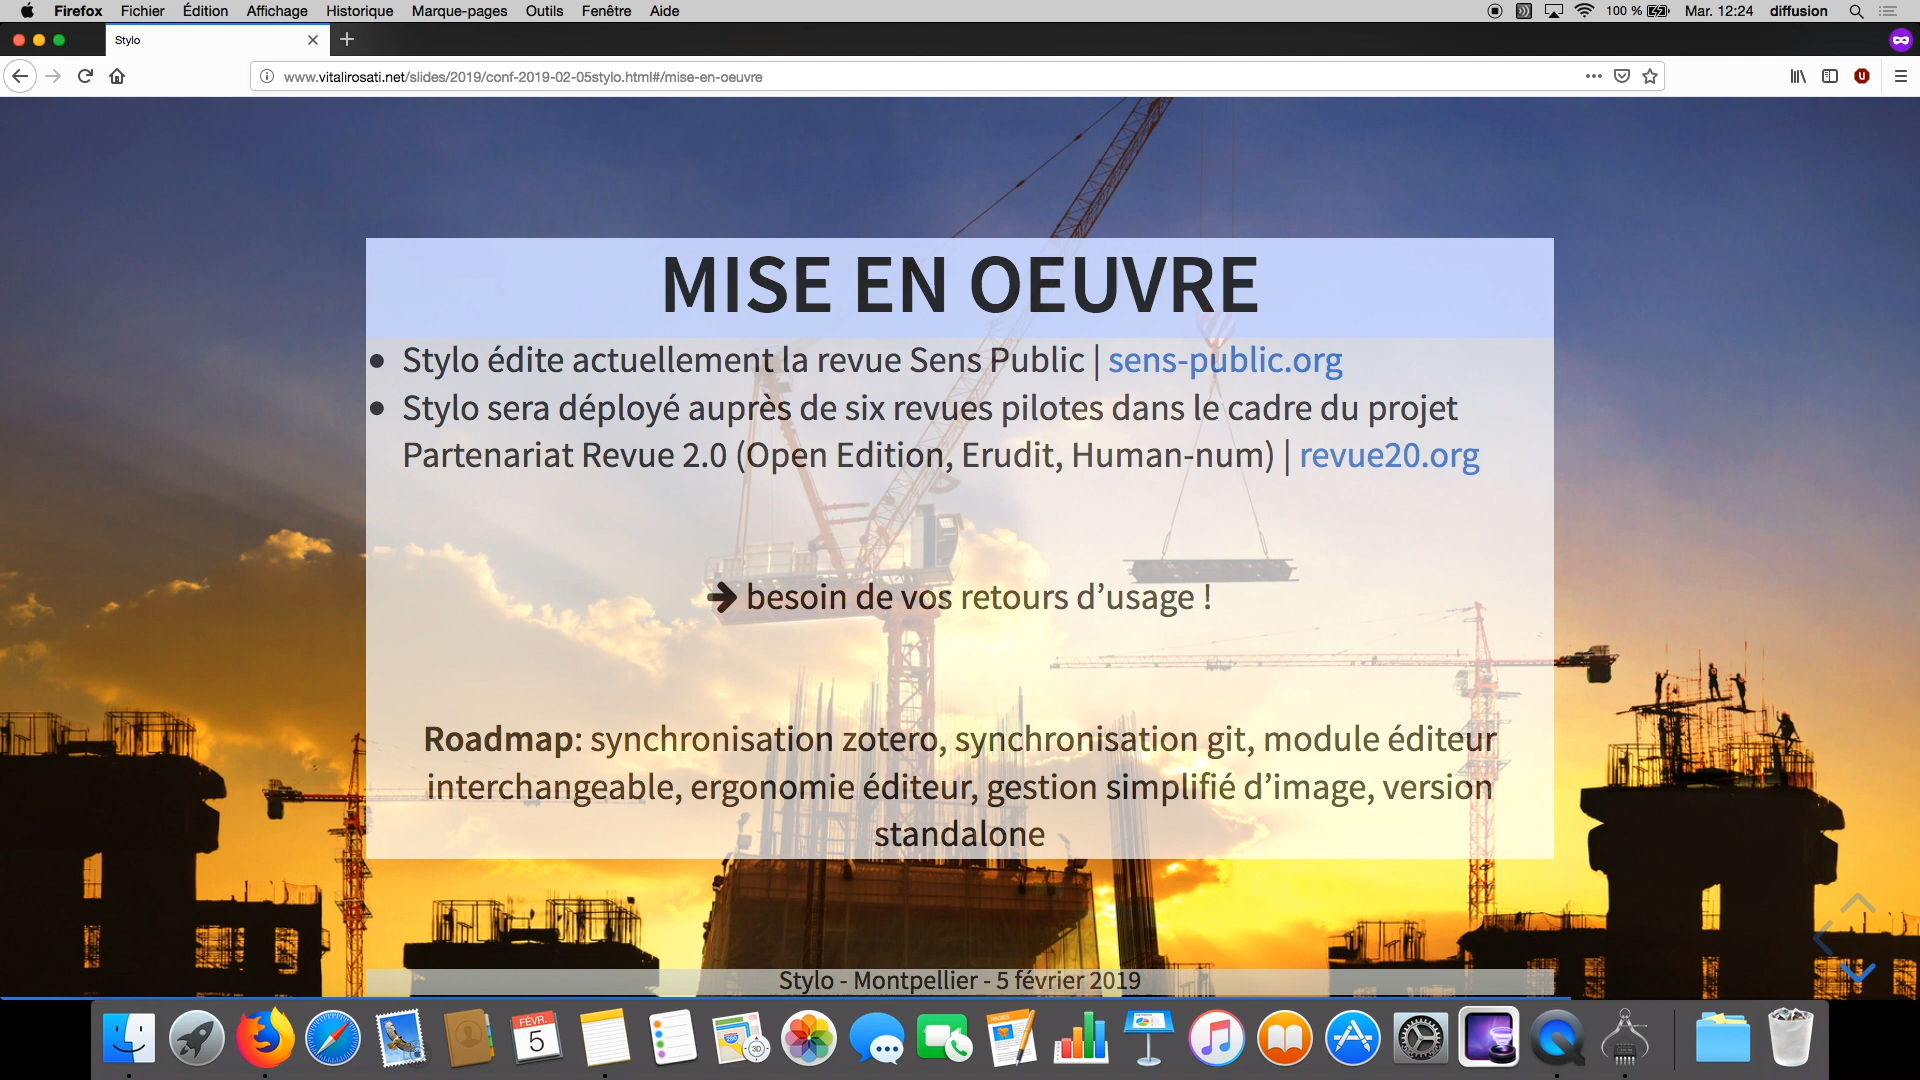 Firefox Fichier Édition Affichage Historique Marque-pages Outils Fenêtre Aide 100 % Mar. 12:24 diffusion
Stylo
www.vitalirosati.net/slides/2019/conf-2019-02-05stylo.html#/mise-en-oeuvre
MISE EN OEUVRE
Stylo édite actuellement la revue Sens Public | sens-public.org
Stylo sera déployé auprès de six revues pilotes dans le cadre du projet
Partenariat Revue 2.0 (Open Edition, Erudit, Human-num) | revue20.org
besoin de vos retours d’usage !
Roadmap: synchronisation zotero, synchronisation git, module éditeur
interchangeable, ergonomie éditeur, gestion simplifié d’image, version
standalone
Stylo - Montpellier - 5 février 2019
FÉVR.
5
3D
PAGES